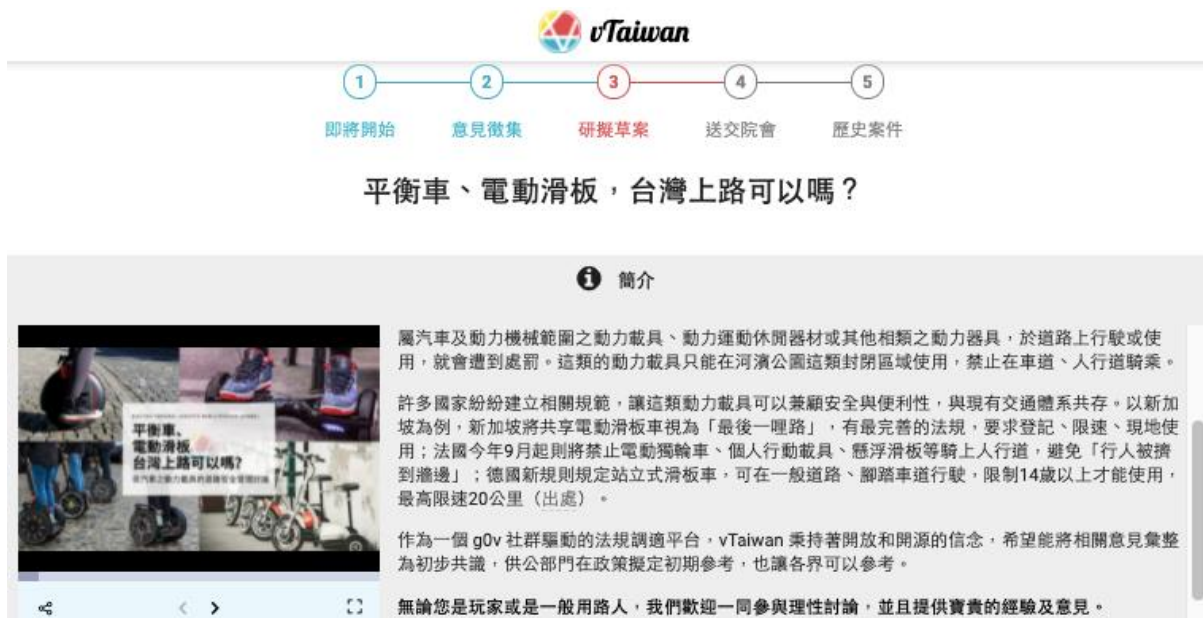 vTaiwan
1 2 3 4 5
即將開始 意見徵集 研擬草案 送交院會 歷史案件
平衡車、電動滑板，台灣上路可以嗎？
簡介
屬汽車及動力機械範圍之動力載具、動力運動休閒器材或其他相類之動力器具，於道路上行駛或使
用，就會遭到處罰。這類的動力載具只能在河濱公園這類封閉區域使用，禁止在車道、人行道騎乘。
許多國家紛紛建立相關規範，讓這類動力載具可以兼顧安全與便利性，與現有交通體系共存。以新加
坡為例，新加坡將共享電動滑板車視為「最後一哩路」，有最完善的法規，要求登記、限速、現地使
用；法國今年9月起則將禁止電動獨輪車、個人行動載具、懸浮滑板等騎上人行道，避免「行人被擠
到牆邊」；德國新規則規定站立式滑板車，可在一般道路、腳踏車道行駛，限制14歲以上才能使用，
最高限速20公里（出處）。
作為一個 g0v 社群驅動的法規調適平台，vTaiwan 秉持著開放和開源的信念，希望能將相關意見彙整
為初步共識，供公部門在政策擬定初期參考，也讓各界可以參考。
無論您是玩家或是一般用路人，我們歡迎一同參與理性討論，並且提供寶貴的經驗及意見。
平衡車、
電動滑板
台灣上路可以嗎?